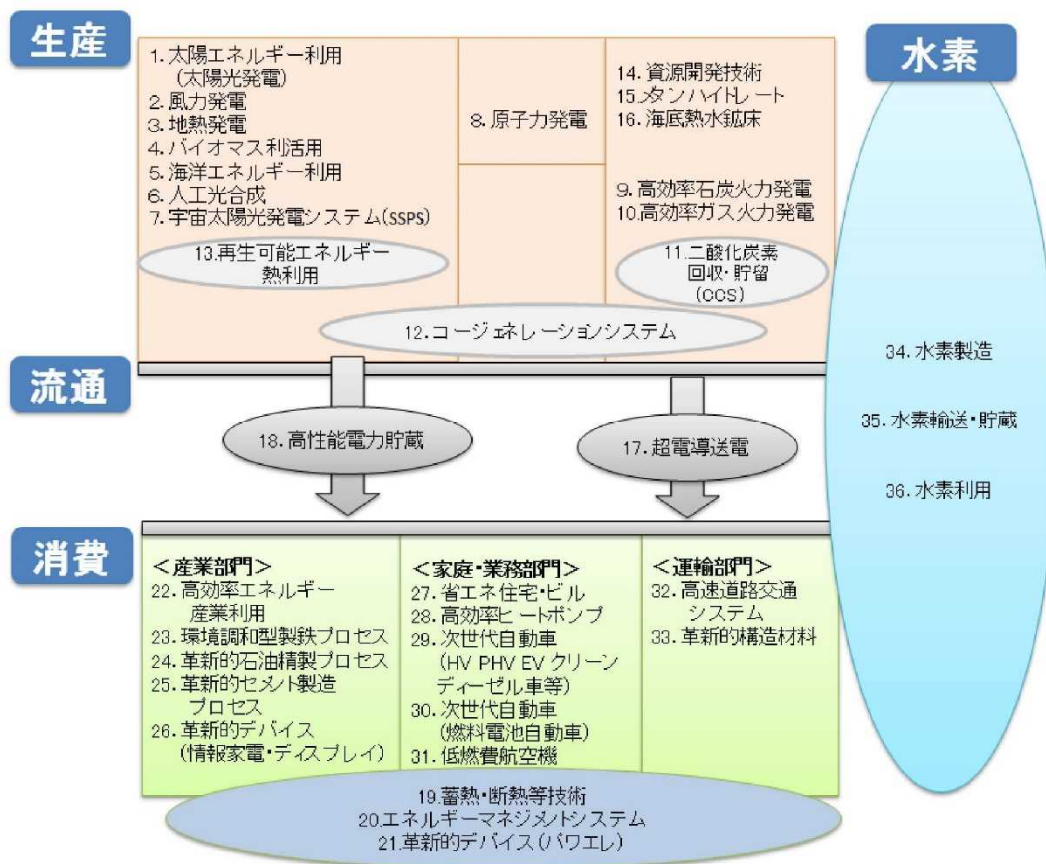 生産
1. 太陽エネルギー利用
(太陽光発電)
2. 風力発電
3. 地熱発電
4. バイオマス利活用
5. 海洋エネルギー利用
6. 人工光合成
7. 宇宙太陽光発電システム(SSPS)
13.再生可能エネルギー
熱利用
8. 原子力発電
14. 資源開発技術
15.メタンハイドレート
16. 海底熱水鉱床
9. 高効率石炭火力発電
10.高効率ガス火力発電
11.二酸化炭素
回収・貯留
(CCS)
12.コージェネレーションシステム
流通
18. 高性能電力貯蔵
17. 超電導送電
消費
<産業部門>
22. 高効率エネルギー
産業利用
23. 環境調和型製鉄プロセス
24. 革新的石油精製プロセス
25. 革新的セメント製造
プロセス
26. 革新的デバイス
(情報家電・ディスプレイ)
<家庭・業務部門>
27. 省エネ住宅・ビル
28. 高効率ヒートポンプ
29. 次世代自動車
(HV PHV EV クリーン
ディーゼル車等)
30. 次世代自動車
(燃料電池自動車)
31. 低燃費航空機
<運輸部門>
32. 高速道路交通
システム
33. 革新的構造材料
19.蓄熱・断熱等技術
20.エネルギーマネジメントシステム
21.革新的デバイス(パワエレ)
水素
34. 水素製造
35. 水素輸送・貯蔵
36. 水素利用